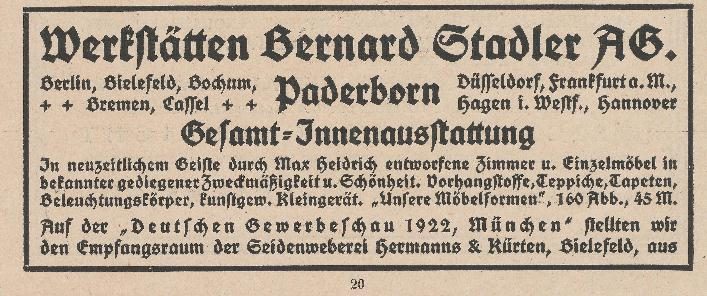 Werkstätten Bernard Stadler AG.
Berlin, Bielefeld, Bochum,
+ + Bremen, Cassel + +
Paderborn
Düsseldorf, Frankfurt a. M.,
Hagen i. Westf., Hannover
Gesamt-Innenausstattung
In neuzeitlichem Geiste durch Max Heidrich entworfene Zimmer u. Einzelmöbel in
bekannter gediegener Zweckmäßigkeit u. Schönheit. Vorhangstoffe, Teppiche, Tapeten,
Beleuchtungskörper, kunstgew. Kleingerät. „Unsere Möbelformen“, 160 Abb., 45 M.
Auf der „Deutschen Gewerbeschau 1922, München“ stellten wir
den Empfangsraum der Seidenweberei Hermanns & Kürten, Bielefeld, aus
20